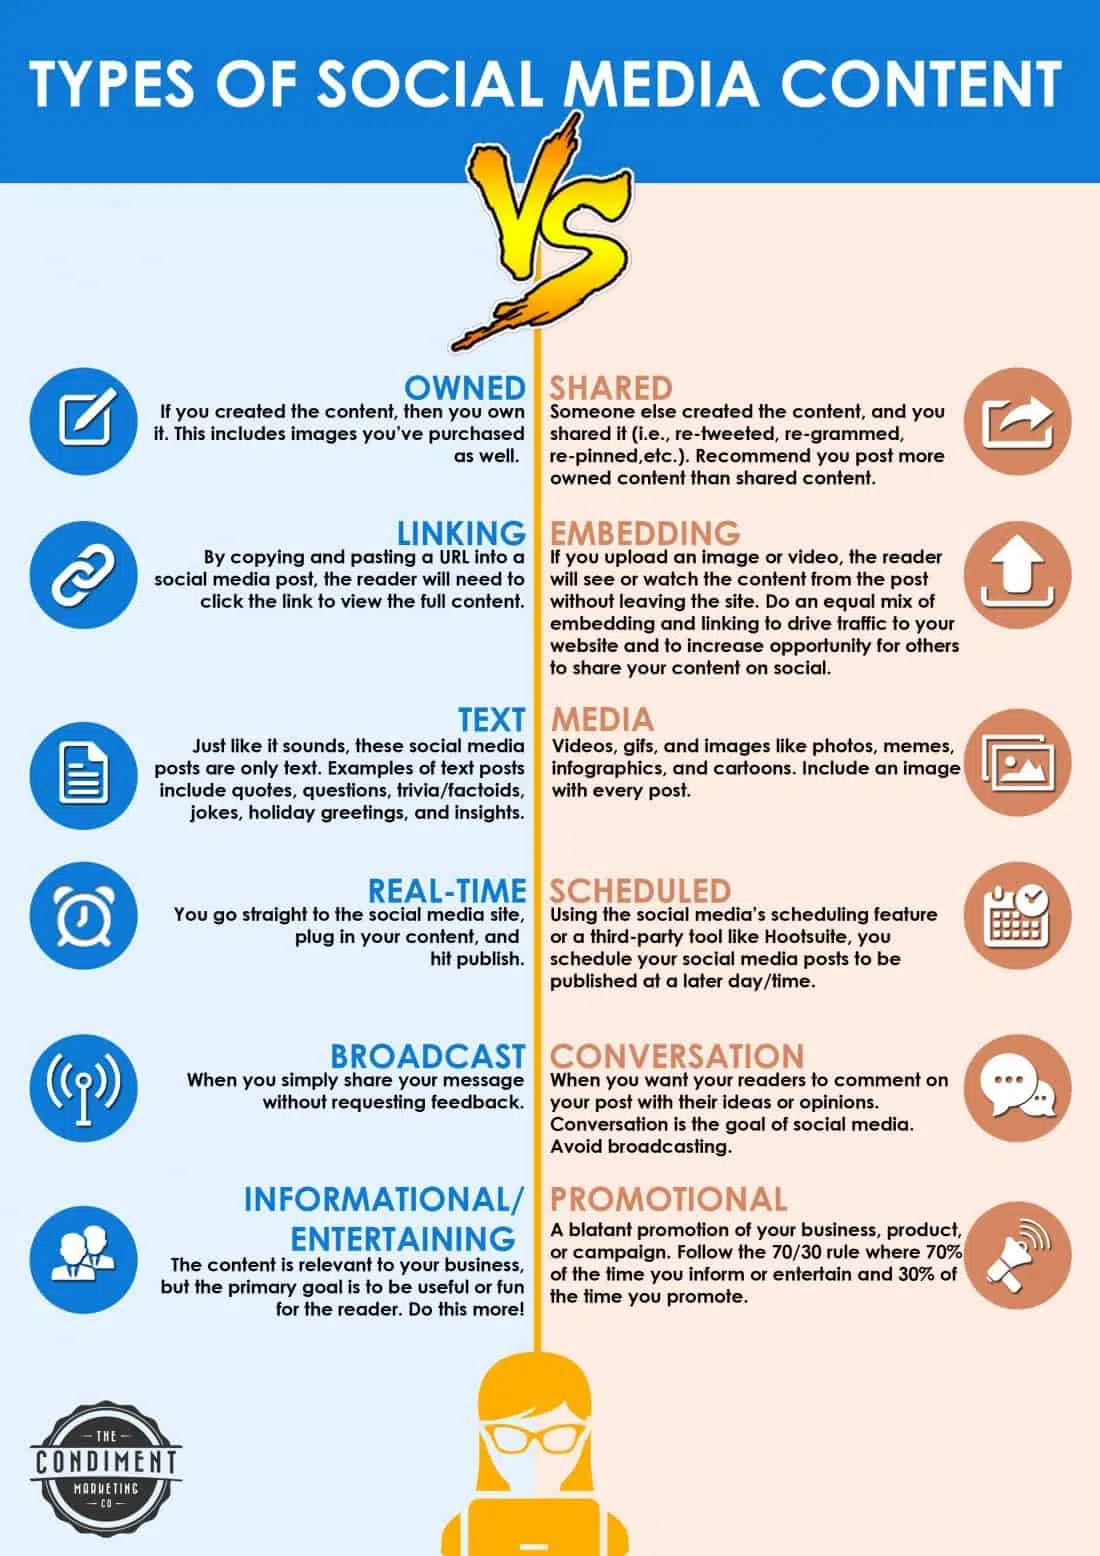 TYPES OF SOCIAL MEDIA CONTENT
VS
OWNED
If you created the content, then you own
it. This includes images you've purchased
as well.
SHARED
Someone else created the content, and you
shared it (i.e., re-tweeted, re-grammed,
re-pinned,etc.). Recommend you post more
owned content than shared content.
LINKING
By copying and pasting a URL into a
social media post, the reader will need to
click the link to view the full content.
EMBEDDING
If you upload an image or video, the reader
will see or watch the content from the post
without leaving the site. Do an equal mix of
embedding and linking to drive traffic to your
website and to increase opportunity for others
to share your content on social.
TEXT
Just like it sounds, these social media
posts are only text. Examples of text posts
include quotes, questions, trivia/factoids,
jokes, holiday greetings, and insights.
MEDIA
Videos, gifs, and images like photos, memes,
infographics, and cartoons. Include an image
with every post.
REAL-TIME
You go straight to the social media site,
plug in your content, and
hit publish.
SCHEDULED
Using the social media's scheduling feature
or a third-party tool like Hootsuite, you
schedule your social media posts to be
published at a later day/time.
BROADCAST
When you simply share your message
without requesting feedback.
CONVERSATION
When you want your readers to comment on
your post with their ideas or opinions.
Conversation is the goal of social media.
Avoid broadcasting.
INFORMATIONAL/
ENTERTAINING
The content is relevant to your business,
but the primary goal is to be useful or fun
for the reader. Do this more!
PROMOTIONAL
A blatant promotion of your business, product,
or campaign. Follow the 70/30 rule where 70%
of the time you inform or entertain and 30% of
the time you promote.
THE
CONDIMENT
MARKETING
CO